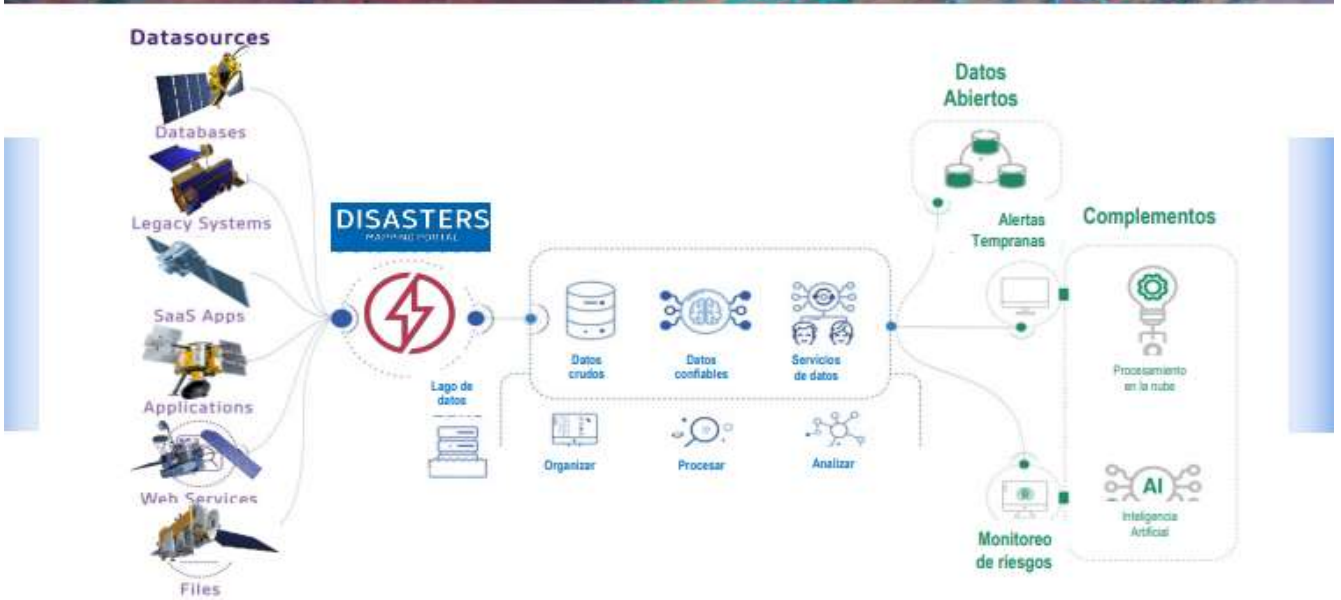 Datasources
Databases
Legacy Systems
SaaS Apps
Applications
Web Services
Files
DISASTERS
MAPPING PORTAL
Lago de
datos
Datos
crudos
Datos
confiables
Servicios
de datos
Organizar
Procesar
Analizar
Datos
Abiertos
Alertas
Tempranas
Monitoreo
de riesgos
Complementos
Procesamiento
en la nube
AI
Inteligencia
Artificial